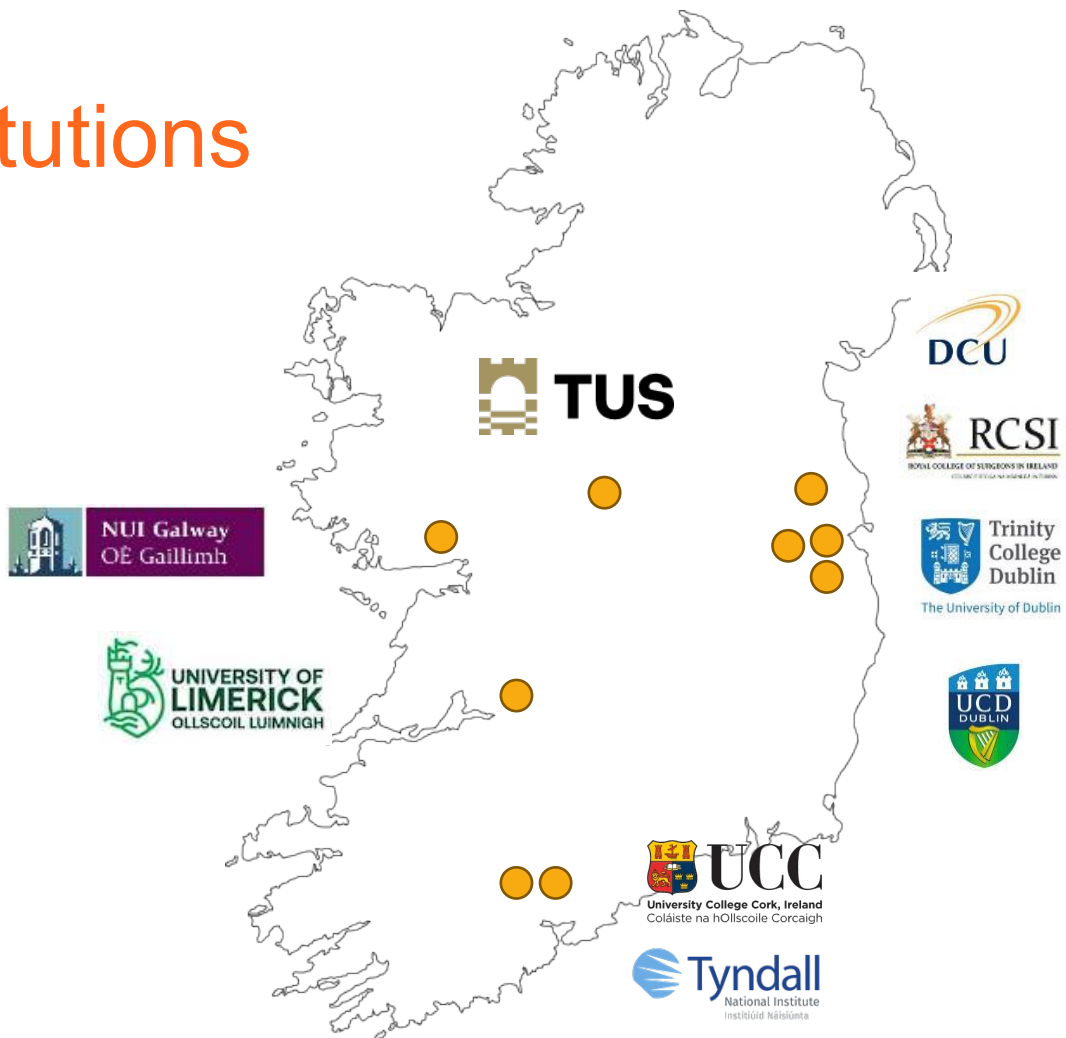 tutions
DCU
TUS
RCSI
ROYAL COLLEGE OF SURGEONS IN IRELAND
NUI Galway
OÉ Gaillimh
Trinity
College
Dublin
The University of Dublin
UNIVERSITY OF
LIMERICK
OLLSCOIL LUIMNIGH
UCD
DUBLIN
UCC
University College Cork, Ireland
Coláiste na hOllscoile Corcaigh
Tyndall
National Institute
Institiúid Náisiúnta